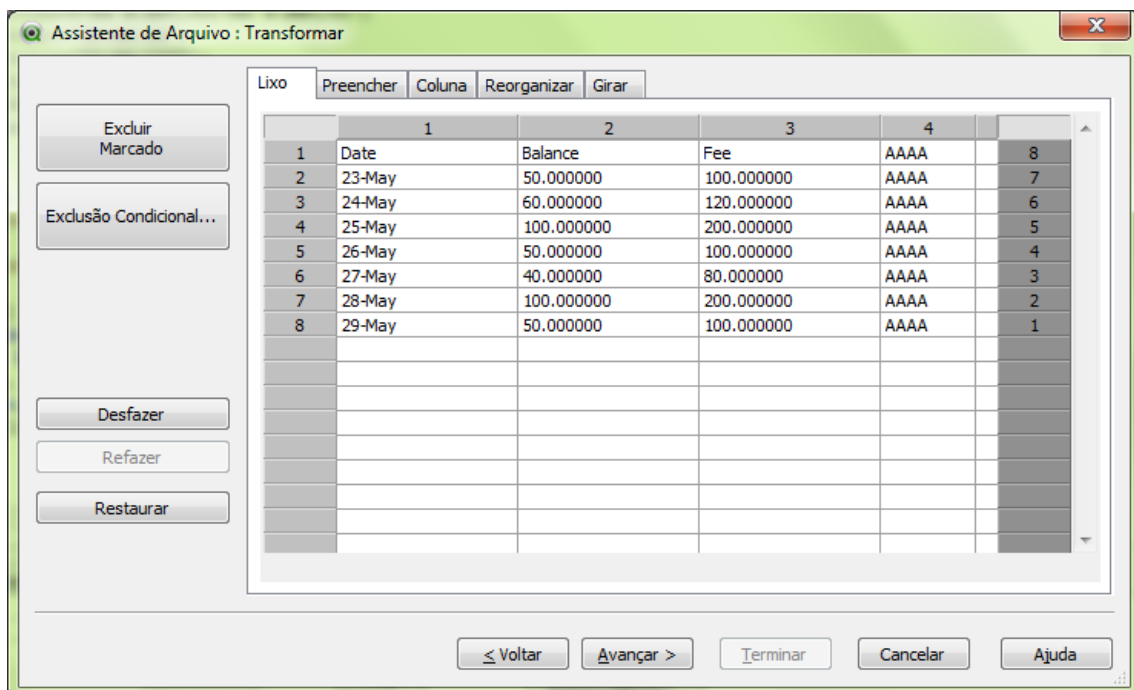 Assistente de Arquivo : Transformar
Lixo Preencher Coluna Reorganizar Girar
Excluir
Marcado
Exclusão Condicional...
Desfazer
Refazer
Restaurar
1 2 3 4
1 Date Balance Fee AAAA 8
2 23-May 50.000000 100.000000 AAAA 7
3 24-May 60.000000 120.000000 AAAA 6
4 25-May 100.000000 200.000000 AAAA 5
5 26-May 50.000000 100.000000 AAAA 4
6 27-May 40.000000 80.000000 AAAA 3
7 28-May 100.000000 200.000000 AAAA 2
8 29-May 50.000000 100.000000 AAAA 1
< Voltar Avançar > Terminar Cancelar Ajuda